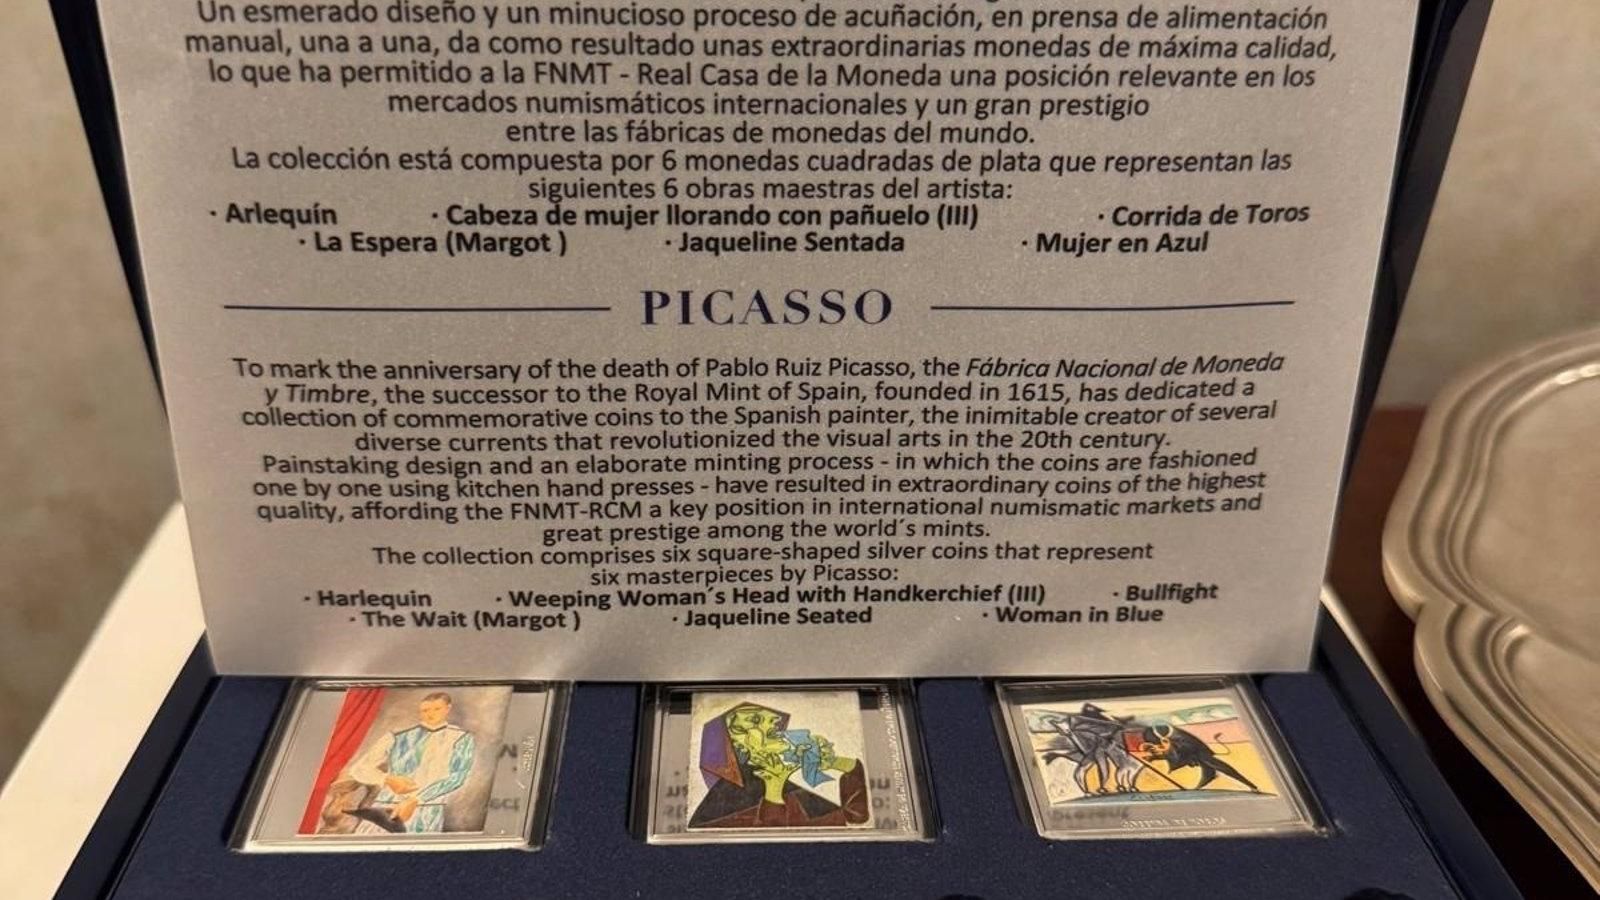 Un esmerado diseño y un minucioso proceso de acuñación, en prensa de alimentación
manual, una a una, da como resultado unas extraordinarias monedas de máxima calidad,
lo que ha permitido a la FNMT - Real Casa de la Moneda una posición relevante en los
mercados numismáticos internacionales y un gran prestigio
entre las fábricas de monedas del mundo.
La colección está compuesta por 6 monedas cuadradas de plata que representan las
siguientes 6 obras maestras del artista:
· Arlequín · Cabeza de mujer llorando con pañuelo (III) · Corrida de Toros
· La Espera (Margot ) · Jaqueline Sentada · Mujer en Azul
PICASSO
To mark the anniversary of the death of Pablo Ruiz Picasso, the Fábrica Nacional de Moneda
y Timbre, the successor to the Royal Mint of Spain, founded in 1615, has dedicated a
collection of commemorative coins to the Spanish painter, the inimitable creator of several
diverse currents that revolutionized the visual arts in the 20th century.
Painstaking design and an elaborate minting process - in which the coins are fashioned
one by one using kitchen hand presses - have resulted in extraordinary coins of the highest
quality, affording the FNMT-RCM a key position in international numismatic markets and
great prestige among the world´s mints.
The collection comprises six square-shaped silver coins that represent
six masterpieces by Picasso:
· Harlequin · Weeping Woman´s Head with Handkerchief (III) · Bullfight
· The Wait (Margot ) · Jaqueline Seated · Woman in Blue